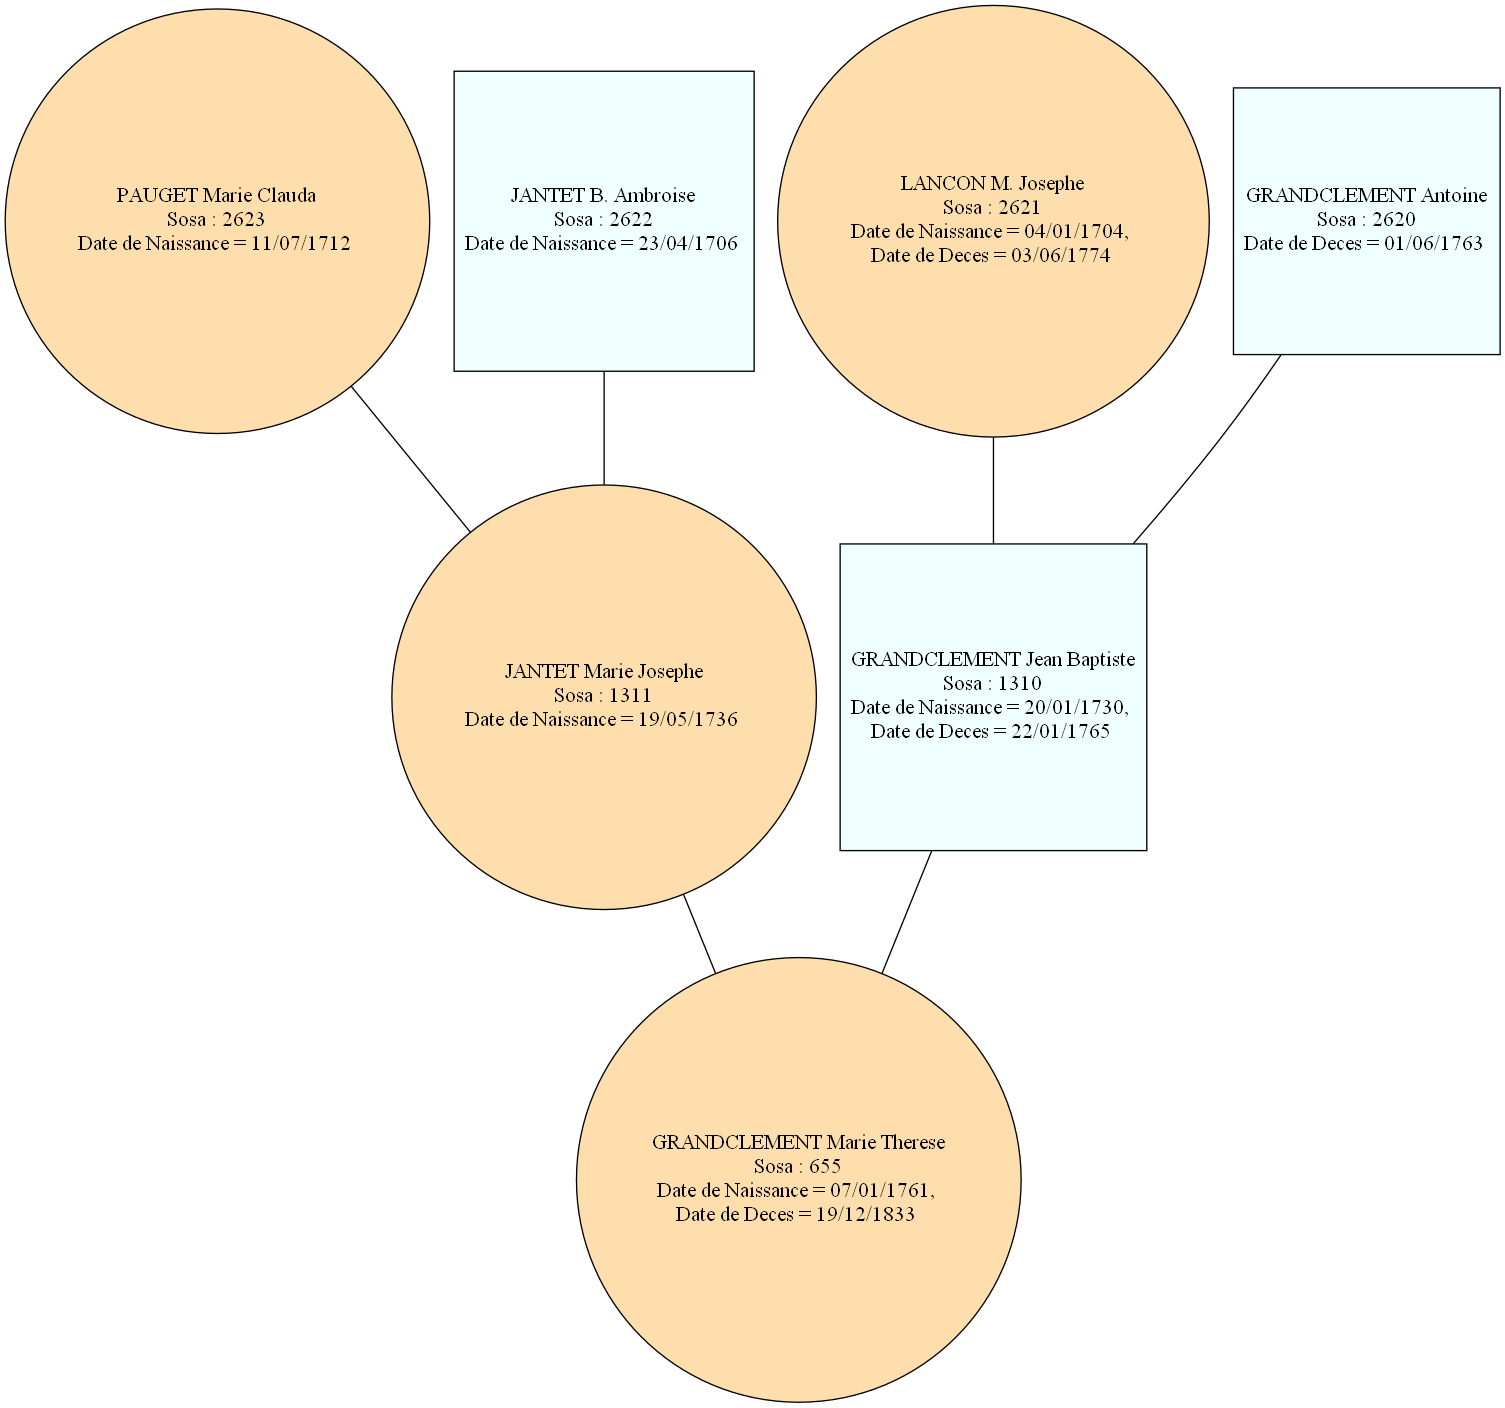 PAUGET Marie Clauda
Sosa : 2623
Date de Naissance = 11/07/1712
JANTET B. Ambroise
Sosa : 2622
Date de Naissance = 23/04/1706
LANCON M. Josephe
Sosa : 2621
Date de Naissance = 04/01/1704,
Date de Deces = 03/06/1774
GRANDCLEMENT Antoine
Sosa : 2620
Date de Deces = 01/06/1763
JANTET Marie Josephe
Sosa : 1311
Date de Naissance = 19/05/1736
GRANDCLEMENT Jean Baptiste
Sosa : 1310
Date de Naissance = 20/01/1730,
Date de Deces = 22/01/1765
GRANDCLEMENT Marie Therese
Sosa : 655
Date de Naissance = 07/01/1761,
Date de Deces = 19/12/1833